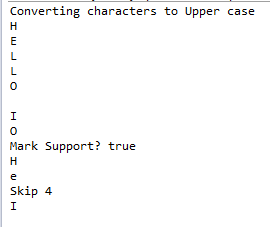 Converting characters to Upper case
H
E
L
L
O

I
O
Mark Support? true
H
e
Skip 4
I